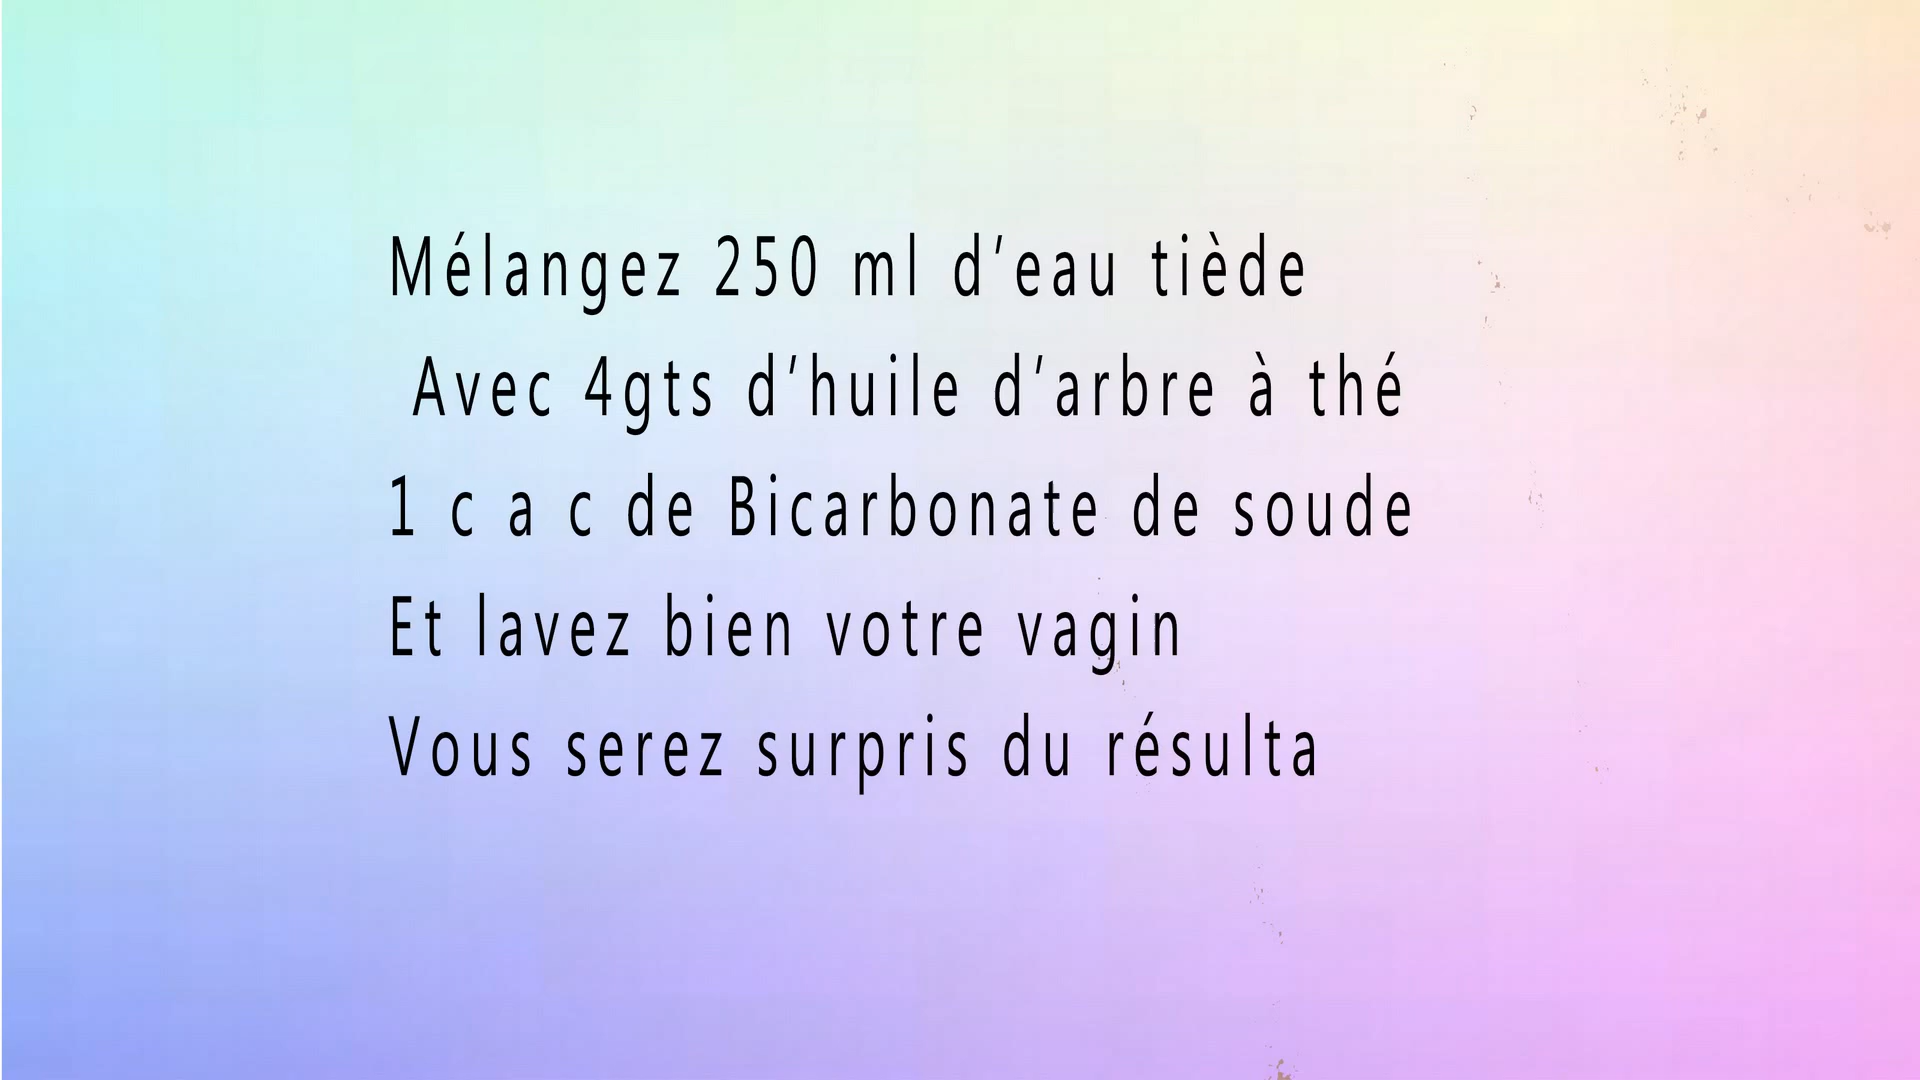 Mélangez 250 ml d’eau tiède
Avec 4gts d’huile d’arbre à thé
1 c a c de Bicarbonate de soude
Et lavez bien votre vagin
Vous serez surpris du résulta